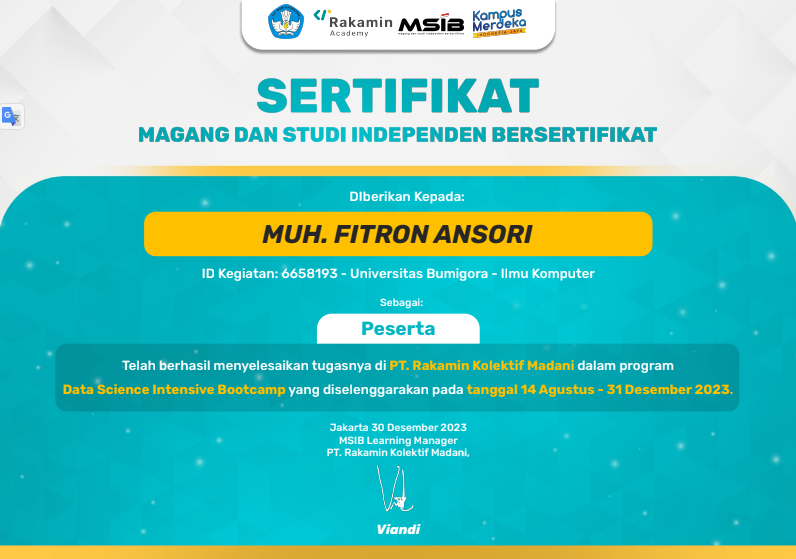 Rakamin
Academy
MSIB
Kampus
Merdeka
INDONESIA JAYA
SERTIFIKAT
MAGANG DAN STUDI INDEPENDEN BERSERTIFIKAT
DIberikan Kepada:
MUH. FITRON ANSORI
ID Kegiatan: 6658193 - Universitas Bumigora - Ilmu Komputer
Sebagai:
Peserta
Telah berhasil menyelesaikan tugasnya di PT. Rakamin Kolektif Madani dalam program
Data Science Intensive Bootcamp yang diselenggarakan pada tanggal 14 Agustus - 31 Desember 2023.
Jakarta 30 Desember 2023
MSIB Learning Manager
PT. Rakamin Kolektif Madani,
Viandi